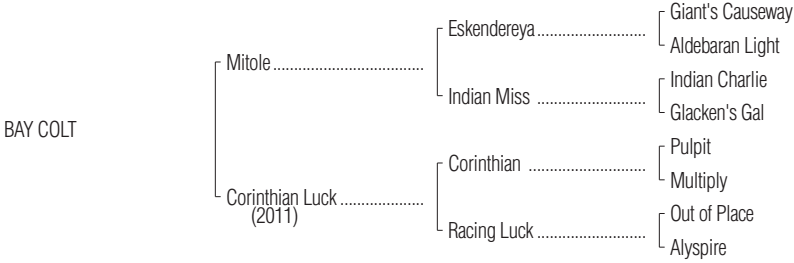 Giant's Causeway
Eskendereya
Aldebaran Light
Mitole
Indian Charlie
Indian Miss
Glacken's Gal
BAY COLT
Pulpit
Corinthian
Multiply
Corinthian Luck
(2011)
Out of Place
Racing Luck
Alyspire